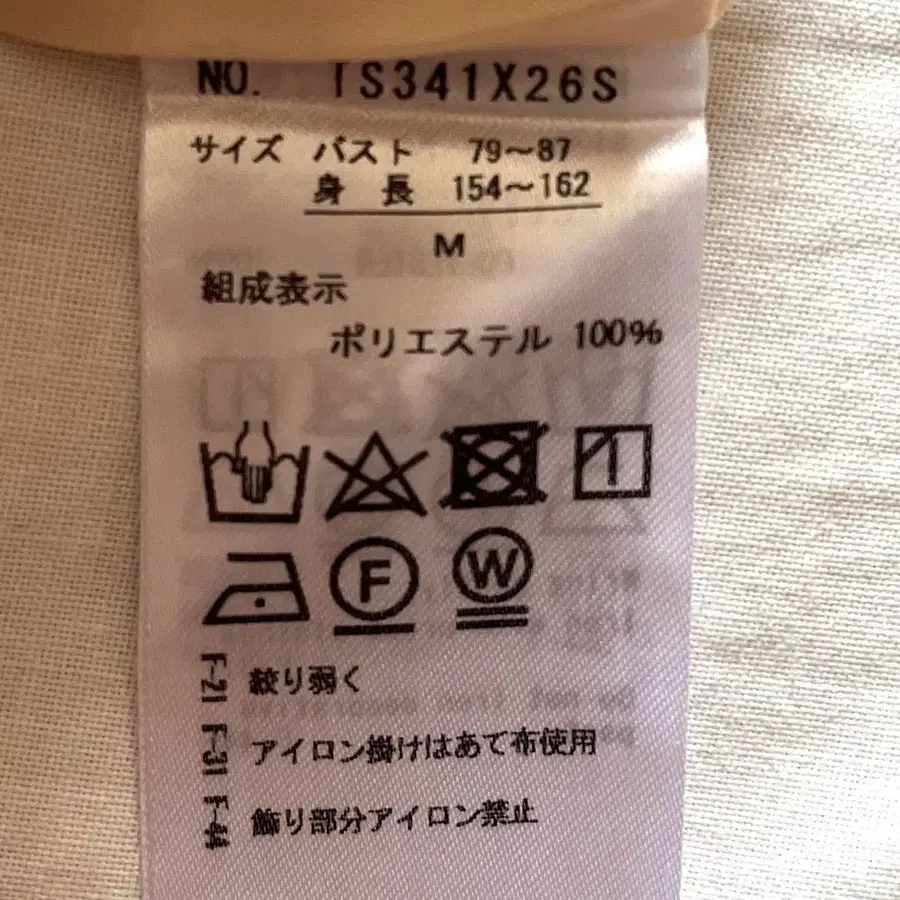 NO. TS341X26S
サイズ バスト 79～87
身 長 154～162
M
組成表示
ポリエステル 100%
F
W
F-21 絞り弱く
F-31 アイロン掛けはあて布使用
F-44 飾り部分アイロン禁止